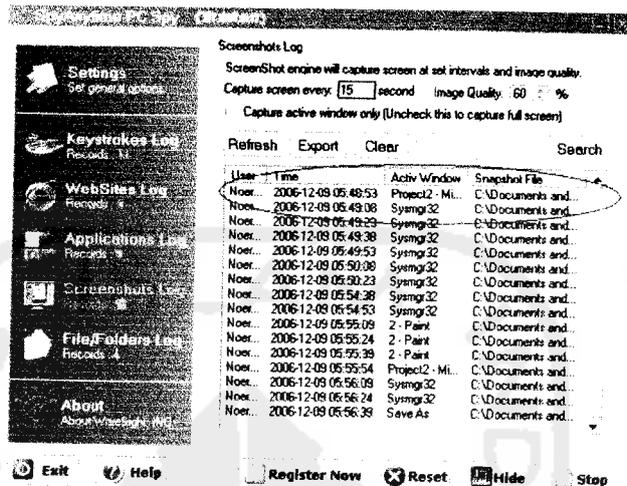 PC Spy
Screenshots Log
ScreenShot engine will capture screen at set intervals and image quality.
Capture screen every: 15 second Image Quality: 60 %
Capture active window only (Uncheck this to capture full screen)
Settings
Set general options
Keystrokes Log
Records
WebSites Log
Records
Applications Log
Records
Screenshots Log
File/Folders Log
Records 4
About
Refresh Export Clear Search
User Time Activ Window Snapshot File
Noer... 2006-12-09 05:48:53 Project2 - Mi... C:\Documents and...
Noer... 2006-12-09 05:49:08 Sysmgr32 C:\Documents and...
Noer... 2006-12-09 05:49:23 Sysmgr32 C:\Documents and...
Noer... 2006-12-09 05:49:38 Sysmgr32 C:\Documents and...
Noer... 2006-12-09 05:49:53 Sysmgr32 C:\Documents and...
Noer... 2006-12-09 05:50:08 Sysmgr32 C:\Documents and...
Noer... 2006-12-09 05:50:23 Sysmgr32 C:\Documents and...
Noer... 2006-12-09 05:54:38 Sysmgr32 C:\Documents and...
Noer... 2006-12-09 05:54:53 Sysmgr32 C:\Documents and...
Noer... 2006-12-09 05:55:09 2 - Paint C:\Documents and...
Noer... 2006-12-09 05:55:24 2 - Paint C:\Documents and...
Noer... 2006-12-09 05:55:39 2 - Paint C:\Documents and...
Noer... 2006-12-09 05:55:54 Project2 - Mi... C:\Documents and...
Noer... 2006-12-09 05:56:09 Sysmgr32 C:\Documents and...
Noer... 2006-12-09 05:56:24 Sysmgr32 C:\Documents and...
Noer... 2006-12-09 05:56:39 Save As C:\Documents and...
Exit Help Register Now Reset Hide Stop